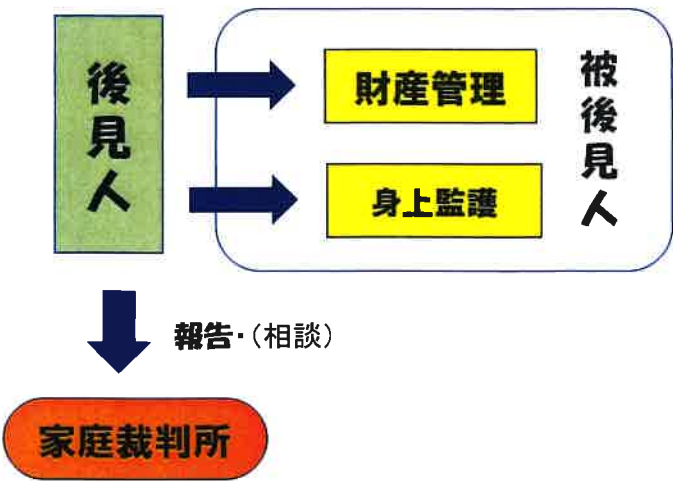 後見人
財産管理
身上監護
被後見人
報告・(相談)
家庭裁判所